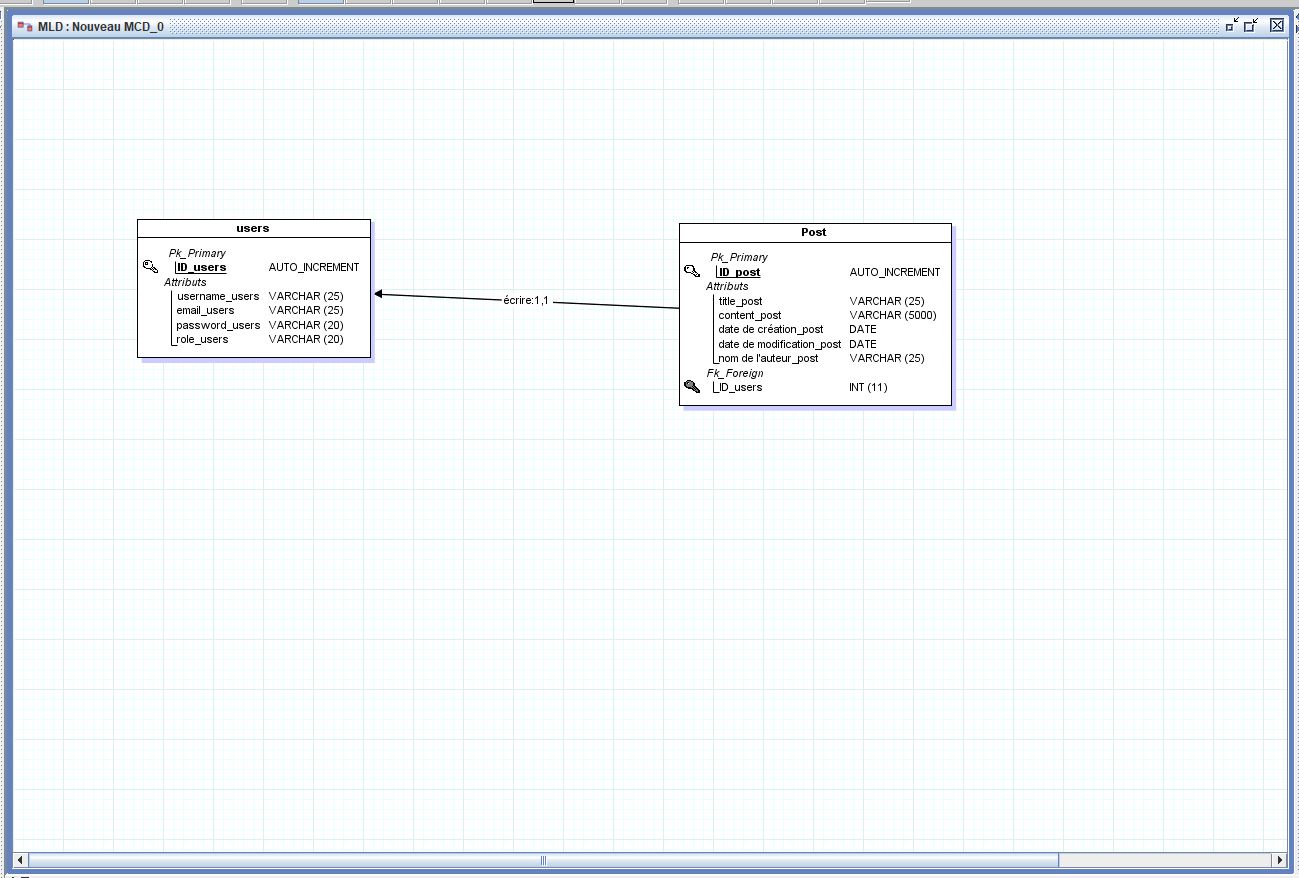 MLD : Nouveau MCD_0
users
Pk_Primary
ID_users AUTO_INCREMENT
Attributs
username_users VARCHAR (25)
email_users VARCHAR (25)
password_users VARCHAR (20)
role_users VARCHAR (20)
écrire:1,1
Post
Pk_Primary
ID_post AUTO_INCREMENT
Attributs
title_post VARCHAR (25)
content_post VARCHAR (5000)
date de création_post DATE
date de modification_post DATE
nom de l'auteur_post VARCHAR (25)
Fk_Foreign
ID_users INT (11)